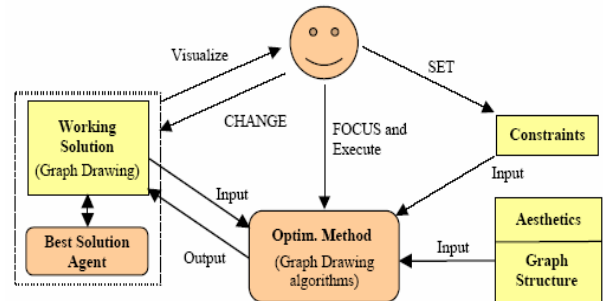 Visualize
SET
CHANGE
FOCUS and
Execute
Working
Solution
(Graph Drawing)
Constraints
Input
Input
Best Solution
Agent
Output
Optim. Method
(Graph Drawing
algorithms)
Input
Aesthetics
Graph
Structure